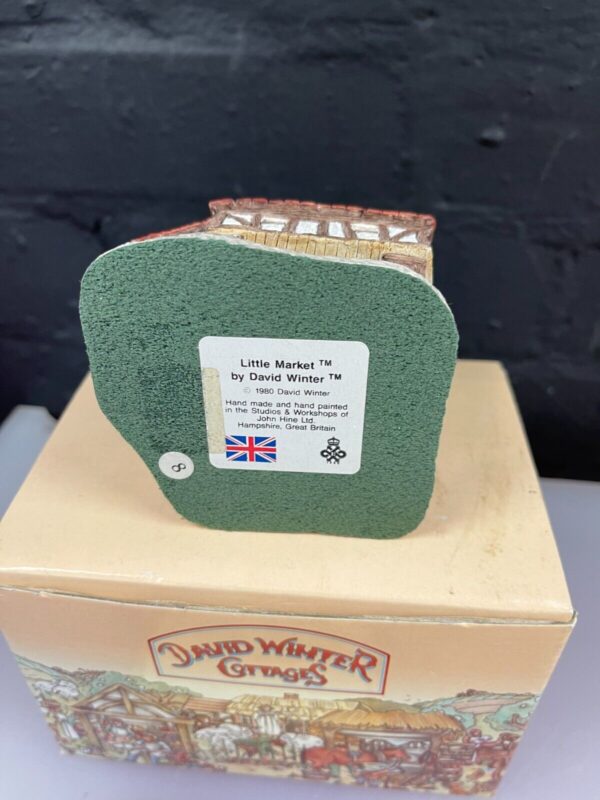 Little Market ™
by David Winter ™
© 1980 David Winter
Hand made and hand painted
in the Studios & Workshops of
John Hine Ltd.
Hampshire, Great Britain
8
DAVID WINTER
COTTAGES